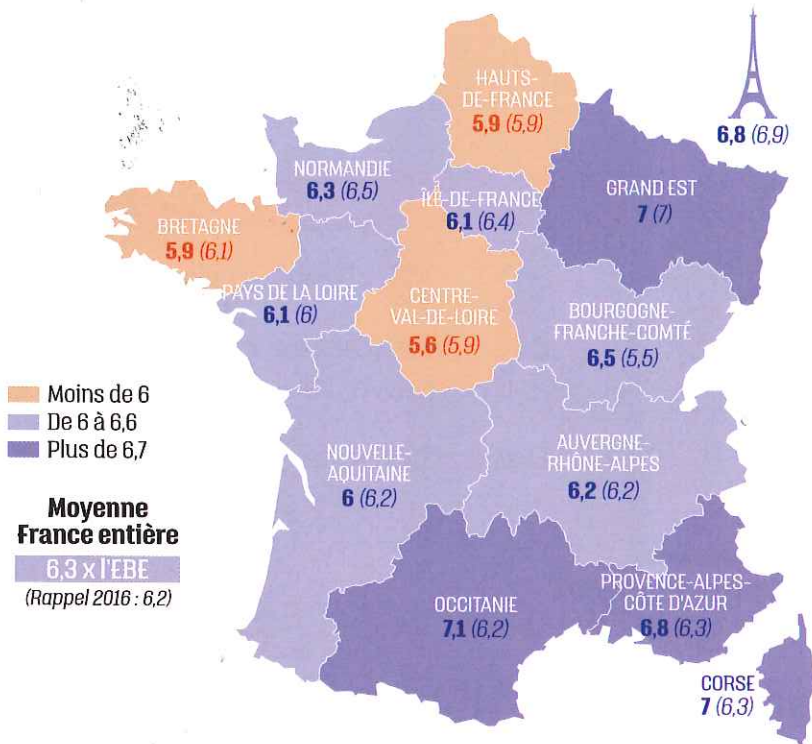 HAUTS-
DE-FRANCE
5,9 (5,9)
6,8 (6,9)
NORMANDIE
6,3 (6,5)
ÎLE-DE-FRANCE
6,1 (6,4)
GRAND EST
7 (7)
BRETAGNE
5,9 (6,1)
PAYS DE LA LOIRE
6,1 (6)
CENTRE-
VAL-DE-LOIRE
5,6 (5,9)
BOURGOGNE-
FRANCHE-COMTÉ
6,5 (5,5)
Moins de 6
De 6 à 6,6
Plus de 6,7
NOUVELLE-
AQUITAINE
6 (6,2)
AUVERGNE-
RHÔNE-ALPES
6,2 (6,2)
Moyenne
France entière
6,3 x l'EBE
(Rappel 2016 : 6,2)
OCCITANIE
7,1 (6,2)
PROVENCE-ALPES-
CÔTE D'AZUR
6,8 (6,3)
CORSE
7 (6,3)